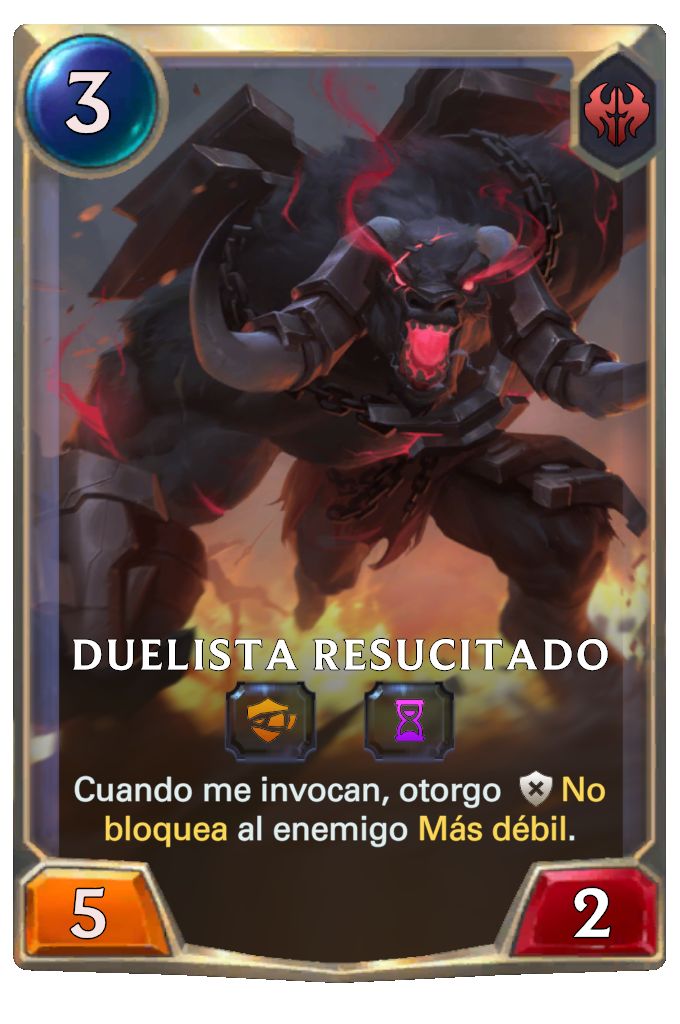 3
DUELISTA RESUCITADO
Cuando me invocan, otorgo No
bloquea al enemigo Más débil.
5 2